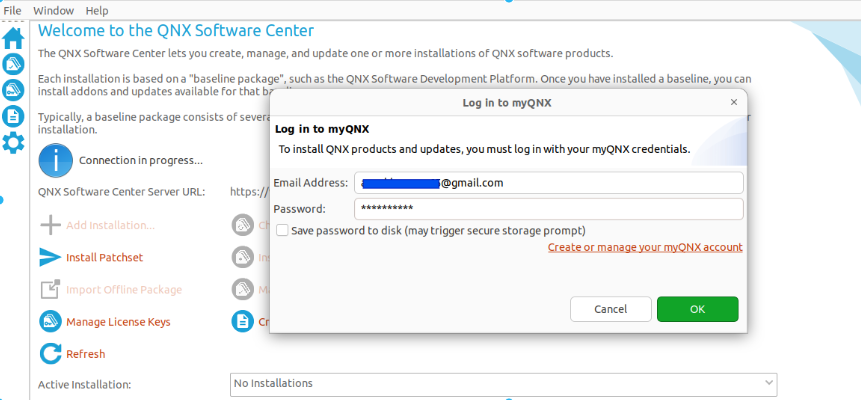 File Window Help
Welcome to the QNX Software Center
The QNX Software Center lets you create, manage, and update one or more installations of QNX software products.
Each installation is based on a "baseline package", such as the QNX Software Development Platform. Once you have installed a baseline, you can
install addons and updates available for that
Typically, a baseline package consists of
installation.
Connection in progress...
QNX Software Center Server URL: https:/
Add Installation...
Install Patchset
Import Offline Package
Manage License Keys
Refresh
Active Installation: No Installations
Log in to myQNX
Log in to myQNX
To install QNX products and updates, you must log in with your myQNX credentials.
Email Address: @gmail.com
Password: **********
Save password to disk (may trigger secure storage prompt)
Create or manage your myQNX account
Cancel OK